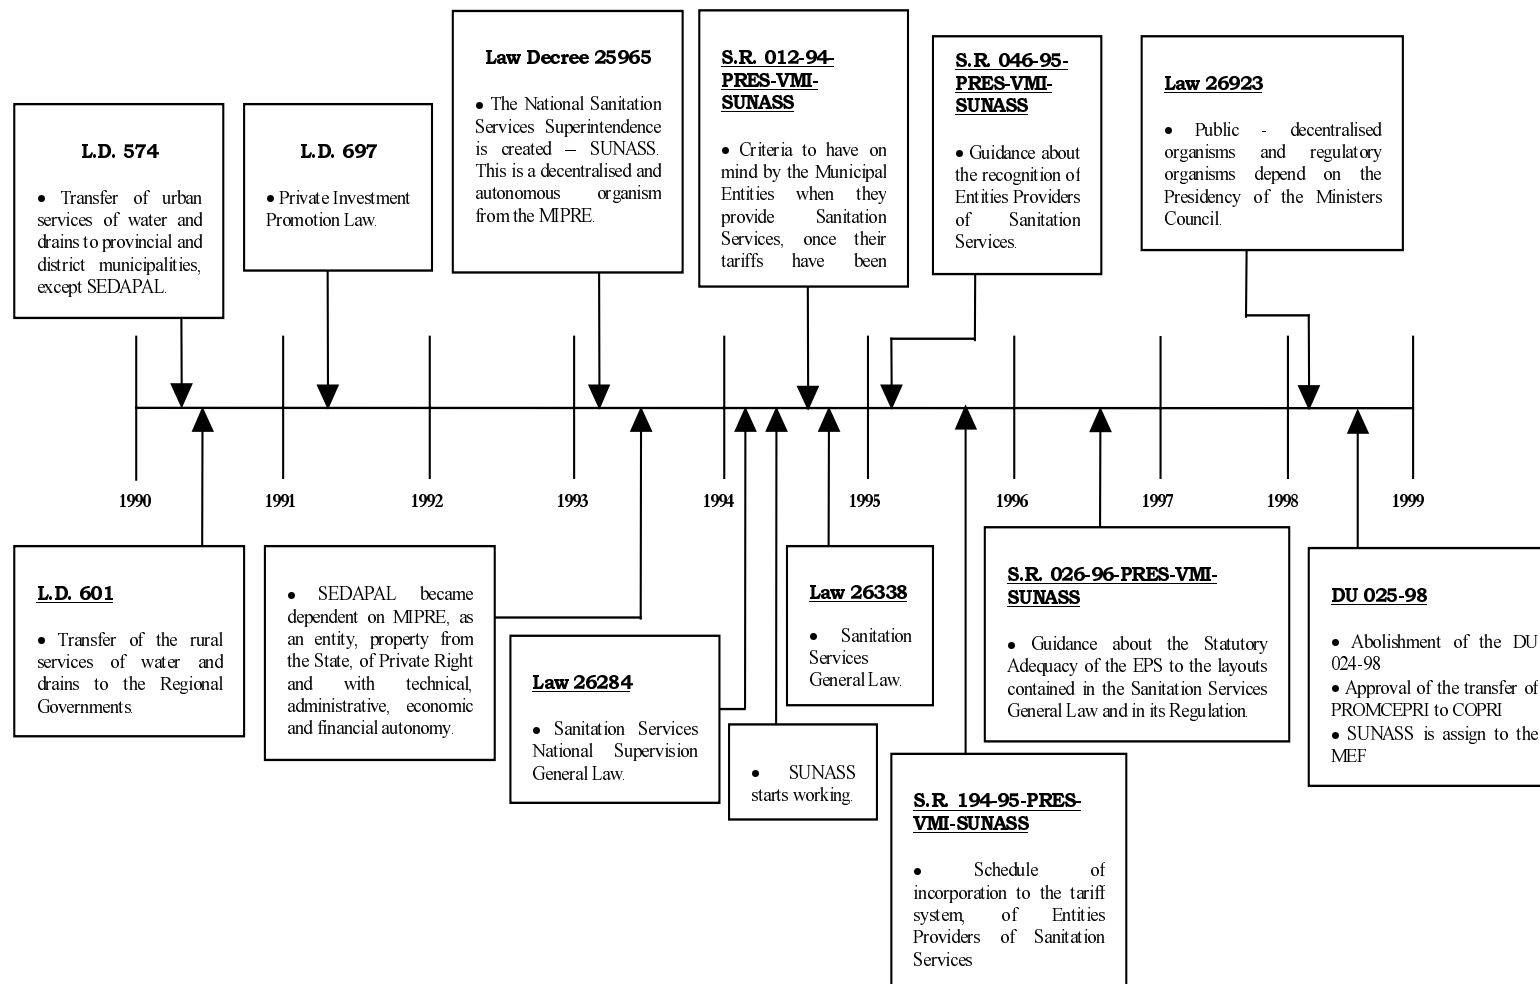 L.D. 574
● Transfer of urban
services of water and
drains to provincial and
district municipalities,
except SEDAPAL.
L.D. 697
● Private Investment
Promotion Law.
Law Decree 25965
● The National Sanitation
Services Superintendence
is created – SUNASS.
This is a decentralised and
autonomous organism
from the MIPRE.
S.R. 012-94-
PRES-VMI-
SUNASS
● Criteria to have on
mind by the Municipal
Entities when they
provide Sanitation
Services, once their
tariffs have been
S.R. 046-95-
PRES-VMI-
SUNASS
● Guidance about
the recognition of
Entities Providers
of Sanitation
Services.
Law 26923
● Public - decentralised
organisms and regulatory
organisms depend on the
Presidency of the Ministers
Council.
1990
1991
1992
1993
1994
1995
1996
1997
1998
1999
L.D. 601
● Transfer of the rural
services of water and
drains to the Regional
Governments.
● SEDAPAL became
dependent on MIPRE, as
an entity, property from
the State, of Private Right
and with technical,
administrative, economic
and financial autonomy.
Law 26284
● Sanitation Services
National Supervision
General Law.
● SUNASS
starts working.
Law 26338
● Sanitation
Services
General Law.
S.R. 194-95-PRES-
VMI-SUNASS
● Schedule of
incorporation to the tariff
system, of Entities
Providers of Sanitation
Services
S.R. 026-96-PRES-VMI-
SUNASS
● Guidance about the Statutory
Adequacy of the EPS to the layouts
contained in the Sanitation Services
General Law and in its Regulation.
DU 025-98
● Abolishment of the DU
024-98
● Approval of the transfer of
PROMCEPRI to COPRI
● SUNASS is assign to the
MEF